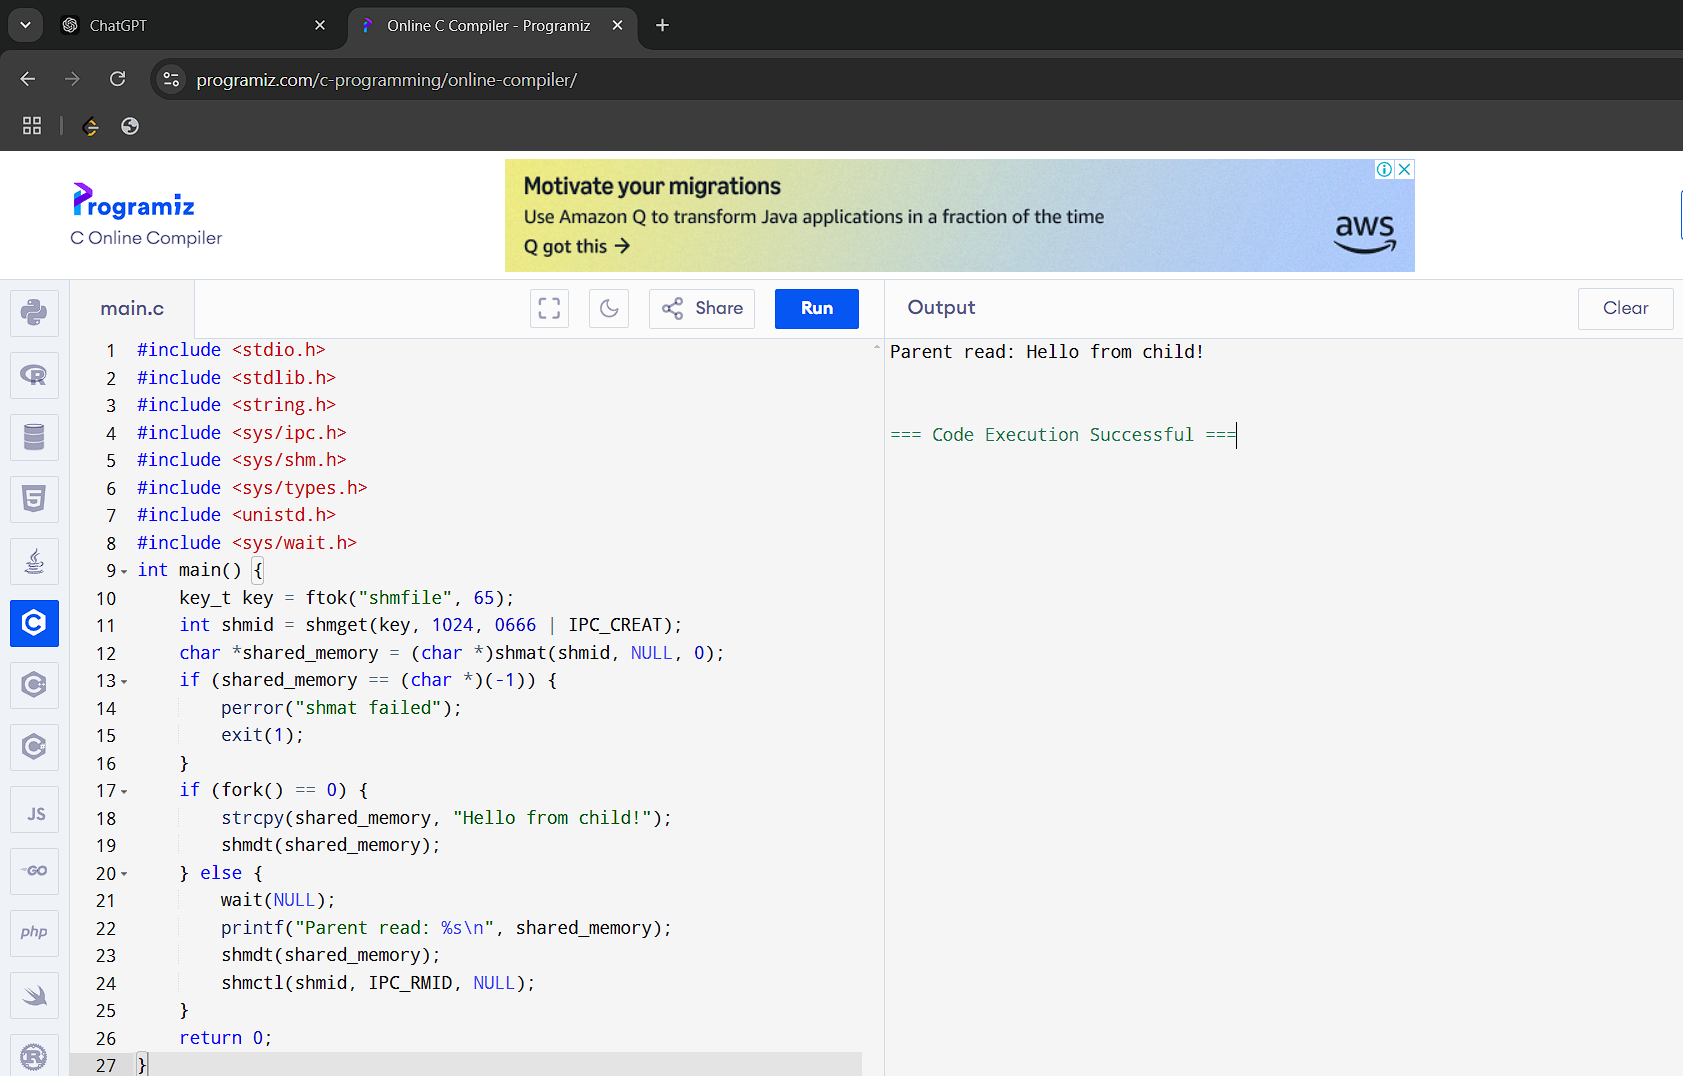 ChatGPT
Online C Compiler - Programiz
programiz.com/c-programming/online-compiler/
Programiz
C Online Compiler
Motivate your migrations
Use Amazon Q to transform Java applications in a fraction of the time
Q got this →
aws
main.c
Share
Run
Output
Clear
1 #include <stdio.h>
2 #include <stdlib.h>
3 #include <string.h>
4 #include <sys/ipc.h>
5 #include <sys/shm.h>
6 #include <sys/types.h>
7 #include <unistd.h>
8 #include <sys/wait.h>
9 int main() {
10     key_t key = ftok("shmfile", 65);
11     int shmid = shmget(key, 1024, 0666 | IPC_CREAT);
12     char *shared_memory = (char *)shmat(shmid, NULL, 0);
13     if (shared_memory == (char *)(-1)) {
14         perror("shmat failed");
15         exit(1);
16     }
17     if (fork() == 0) {
18         strcpy(shared_memory, "Hello from child!");
19         shmdt(shared_memory);
20     } else {
21         wait(NULL);
22         printf("Parent read: %s\n", shared_memory);
23         shmdt(shared_memory);
24         shmctl(shmid, IPC_RMID, NULL);
25     }
26     return 0;
27 }
Parent read: Hello from child!
=== Code Execution Successful ===
R
5
C
C
C
JS
GO
php
R